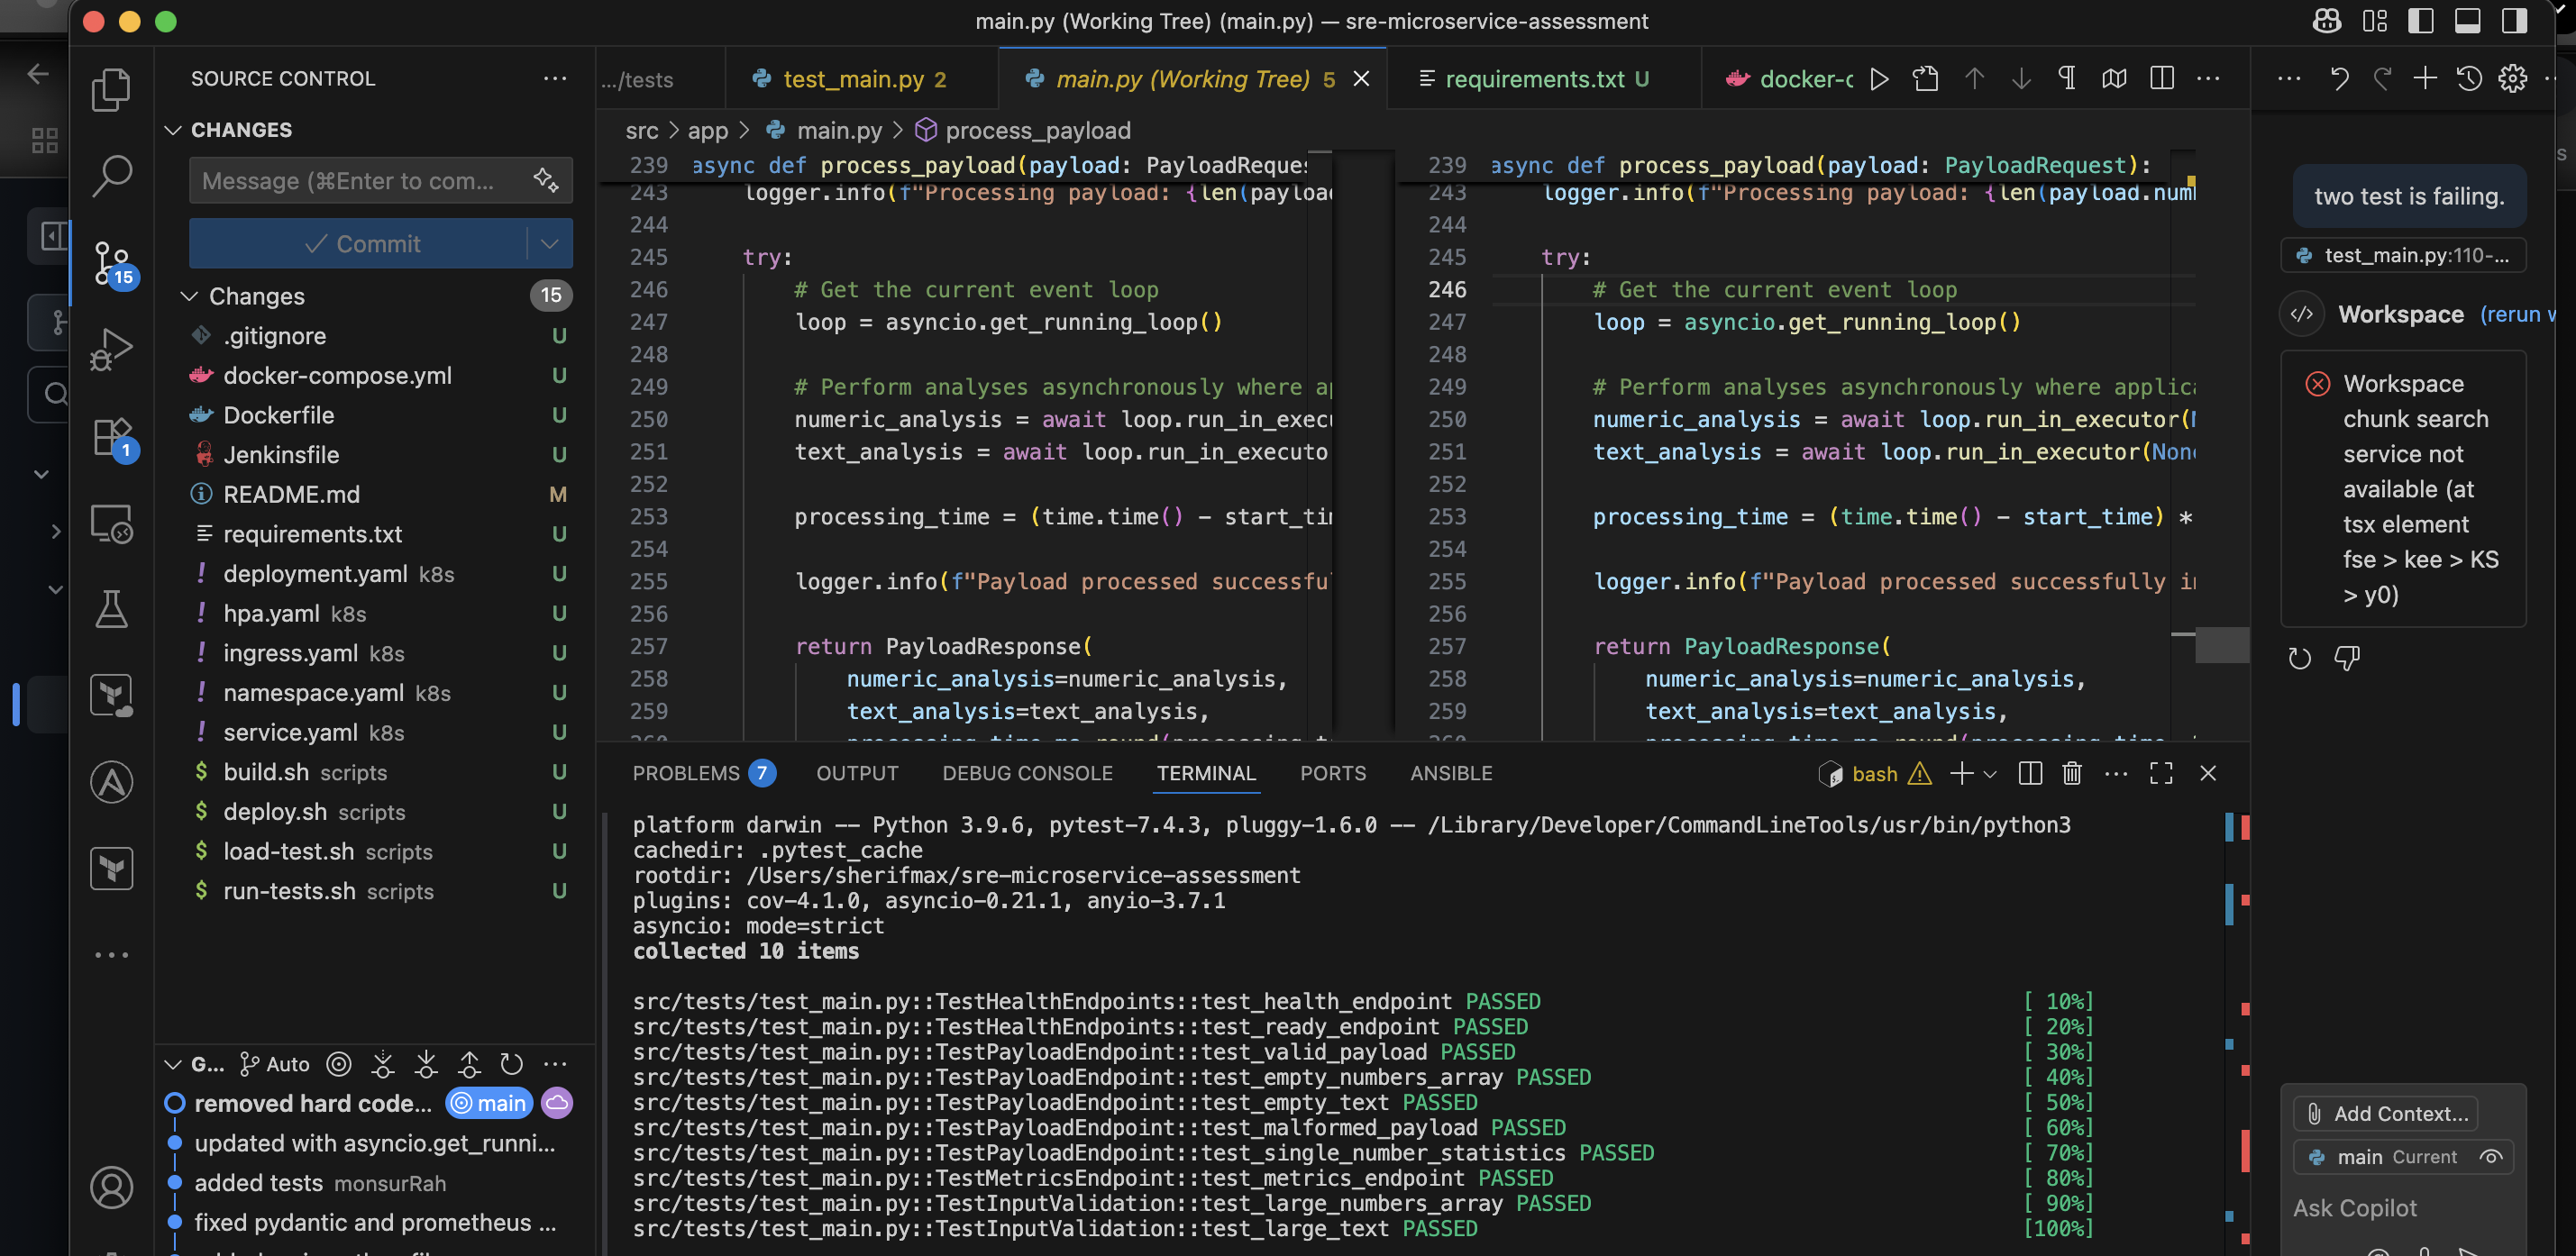 main.py (Working Tree) (main.py) — sre-microservice-assessment
SOURCE CONTROL
CHANGES
Message (⌘Enter to com...
Commit
15
Changes 15
.gitignore U
docker-compose.yml U
Dockerfile U
Jenkinsfile U
README.md M
requirements.txt U
deployment.yaml k8s U
hpa.yaml k8s U
ingress.yaml k8s U
namespace.yaml k8s U
service.yaml k8s U
build.sh scripts U
deploy.sh scripts U
load-test.sh scripts U
run-tests.sh scripts U
1
G... Auto
removed hard code... main
updated with asyncio.get_runni...
added tests monsurRah
fixed pydantic and prometheus ...
.../tests
test_main.py 2
main.py (Working Tree) 5
requirements.txt U
docker-c
src > app > main.py > process_payload
239 async def process_payload(payload: PayloadReques
243 logger.info(f"Processing payload: {len(payload
244
245 try:
246 # Get the current event loop
247 loop = asyncio.get_running_loop()
248
249 # Perform analyses asynchronously where ap
250 numeric_analysis = await loop.run_in_execu
251 text_analysis = await loop.run_in_executo
252
253 processing_time = (time.time() - start_tim
254
255 logger.info(f"Payload processed successfu
256
257 return PayloadResponse(
258 numeric_analysis=numeric_analysis,
259 text_analysis=text_analysis,
239 async def process_payload(payload: PayloadRequest):
243 logger.info(f"Processing payload: {len(payload.num
244
245 try:
246 # Get the current event loop
247 loop = asyncio.get_running_loop()
248
249 # Perform analyses asynchronously where applica
250 numeric_analysis = await loop.run_in_executor(N
251 text_analysis = await loop.run_in_executor(None
252
253 processing_time = (time.time() - start_time) *
254
255 logger.info(f"Payload processed successfully in
256
257 return PayloadResponse(
258 numeric_analysis=numeric_analysis,
259 text_analysis=text_analysis,
PROBLEMS 7 OUTPUT DEBUG CONSOLE TERMINAL PORTS ANSIBLE
bash
platform darwin -- Python 3.9.6, pytest-7.4.3, pluggy-1.6.0 -- /Library/Developer/CommandLineTools/usr/bin/python3
cachedir: .pytest_cache
rootdir: /Users/sherifmax/sre-microservice-assessment
plugins: cov-4.1.0, asyncio-0.21.1, anyio-3.7.1
asyncio: mode=strict
collected 10 items
src/tests/test_main.py::TestHealthEndpoints::test_health_endpoint PASSED [ 10%]
src/tests/test_main.py::TestHealthEndpoints::test_ready_endpoint PASSED [ 20%]
src/tests/test_main.py::TestPayloadEndpoint::test_valid_payload PASSED [ 30%]
src/tests/test_main.py::TestPayloadEndpoint::test_empty_numbers_array PASSED [ 40%]
src/tests/test_main.py::TestPayloadEndpoint::test_empty_text PASSED [ 50%]
src/tests/test_main.py::TestPayloadEndpoint::test_malformed_payload PASSED [ 60%]
src/tests/test_main.py::TestPayloadEndpoint::test_single_number_statistics PASSED [ 70%]
src/tests/test_main.py::TestMetricsEndpoint::test_metrics_endpoint PASSED [ 80%]
src/tests/test_main.py::TestInputValidation::test_large_numbers_array PASSED [ 90%]
src/tests/test_main.py::TestInputValidation::test_large_text PASSED [100%]
two test is failing.
test_main.py:110-...
Workspace (rerun w
Workspace
chunk search
service not
available (at
tsx element
fse > kee > KS
> y0)
Add Context...
main Current
Ask Copilot